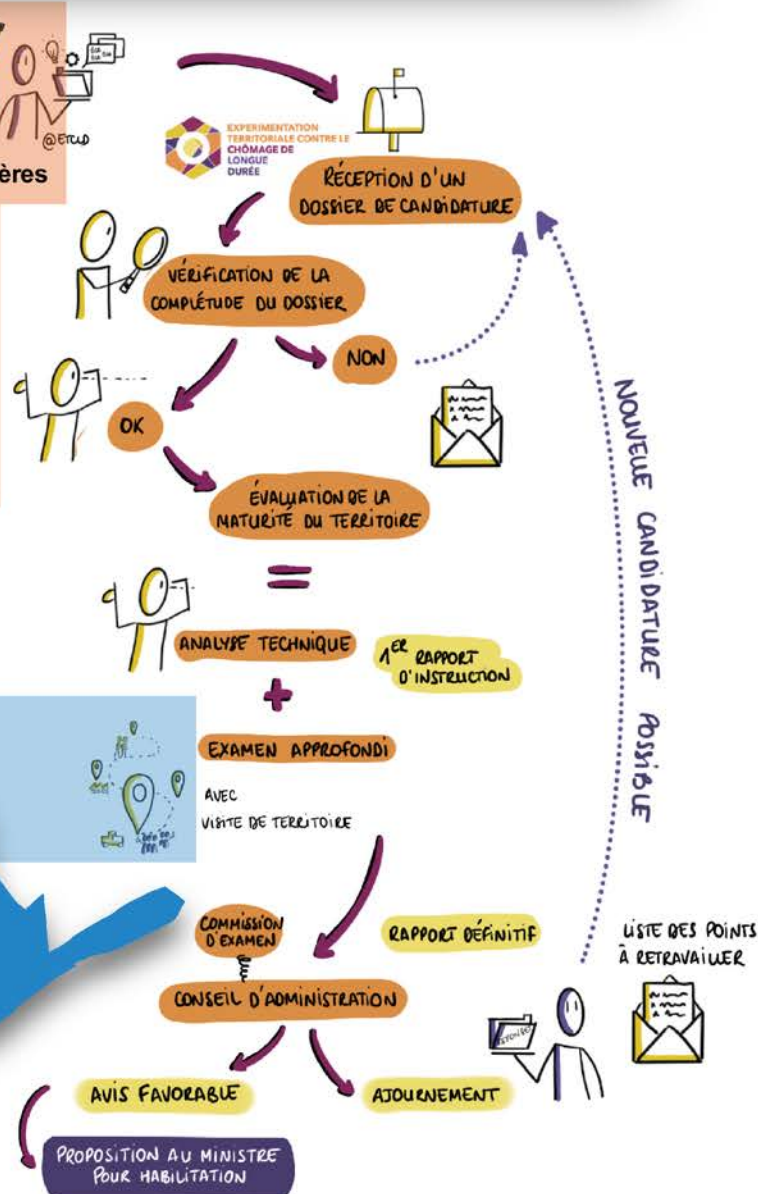 @ETCLD
ères
EXPERIMENTATION
TERRITORIALE CONTRE LE
CHÔMAGE DE
LONGUE
DURÉE
RÉCEPTION D'UN
DOSSIER DE CANDIDATURE
VÉRIFICATION DE LA
COMPLÉTUDE DU DOSSIER
NON
OK
ÉVALUATION DE LA
MATURITÉ DU TERRITOIRE
=
ANALYSE TECHNIQUE
1ER RAPPORT
D'INSTRUCTION
+
EXAMEN APPROFONDI
AVEC
VISITE DE TERRITOIRE
NOUVELLE CANDIDATURE POSSIBLE
COMMISSION
D'EXAMEN
RAPPORT DÉFINITIF
CONSEIL D'ADMINISTRATION
LISTE DES POINTS
À RETRAVAILLER
AVIS FAVORABLE
AJOURNEMENT
PROPOSITION AU MINISTRE
POUR HABILITATION